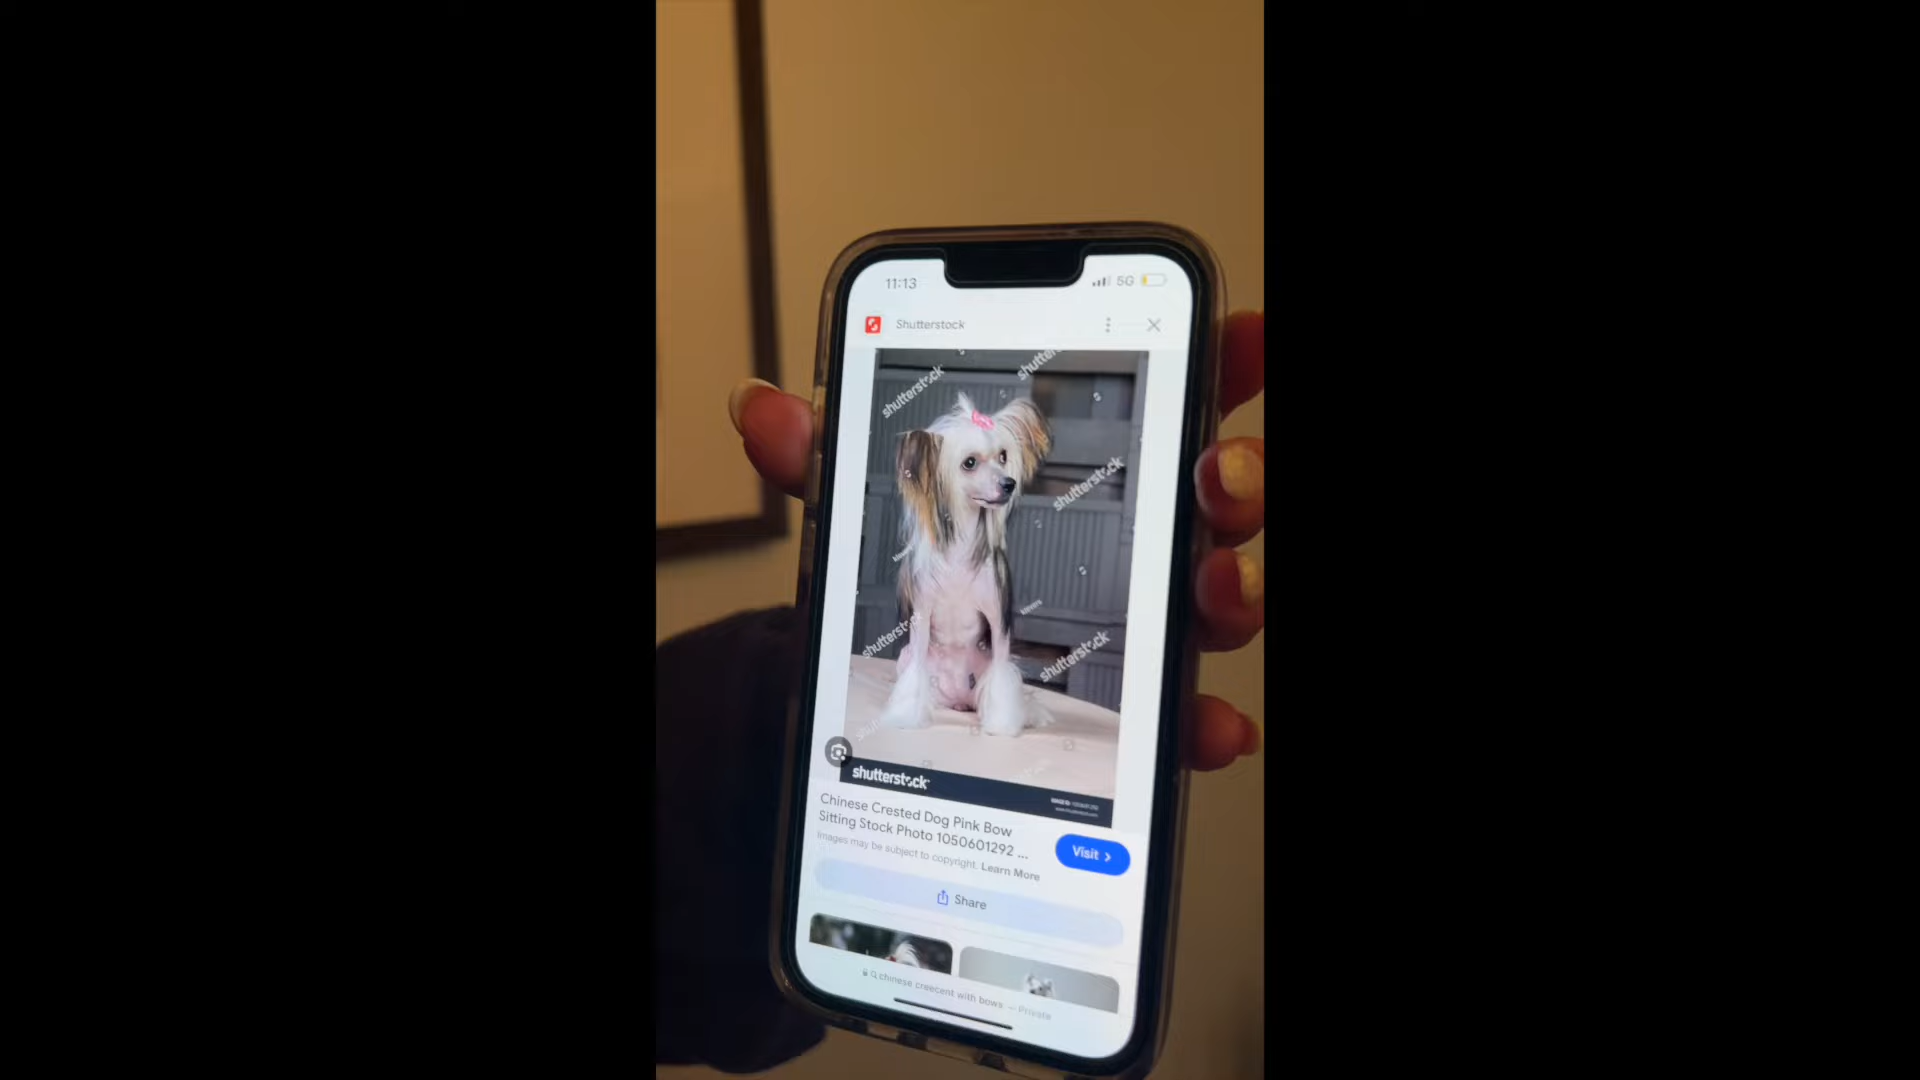 11:13
5G
Shutterstock
shutterstock
shutterstock
shutterstock
shutterstock
shutterstock
shutterstock
Chinese Crested Dog Pink Bow
Sitting Stock Photo 1050601292 ...
Images may be subject to copyright. Learn More
Visit >
Share
chinese creecent with bows — Private